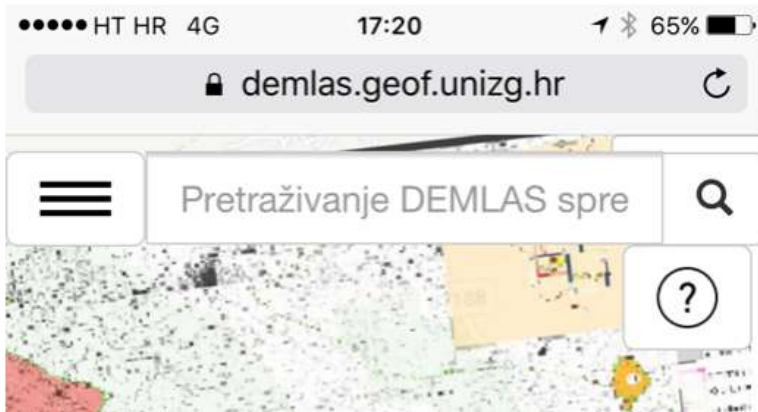 HT HR 4G 17:20 65%
demlas.geof.unizg.hr
Pretraživanje DEMLAS spre
?